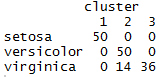 cluster
1 2 3
setosa 50 0 0
versicolor 0 50 0
virginica 0 14 36